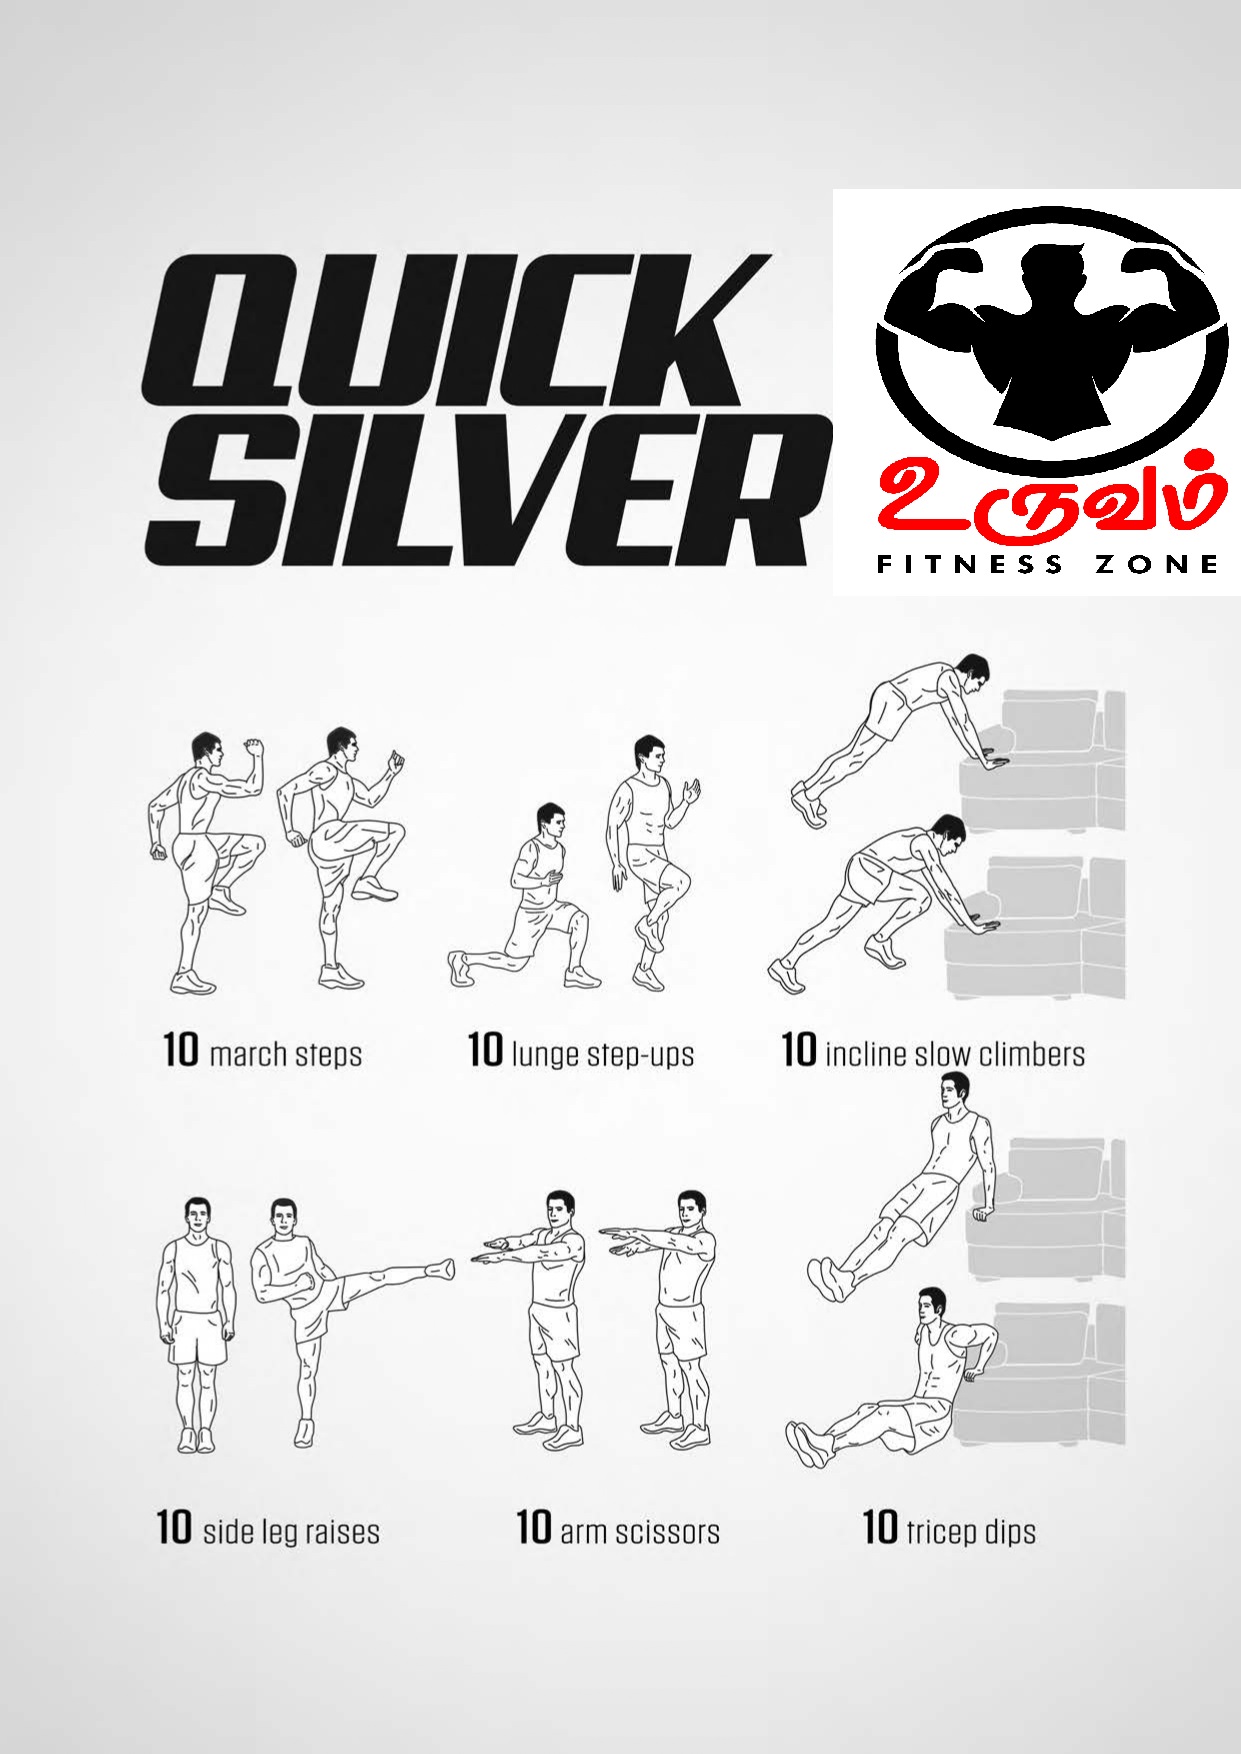 QUICK
SILVER
உருவம்
FITNESS ZONE
10 march steps
10 lunge step-ups
10 incline slow climbers
10 side leg raises
10 arm scissors
10 tricep dips